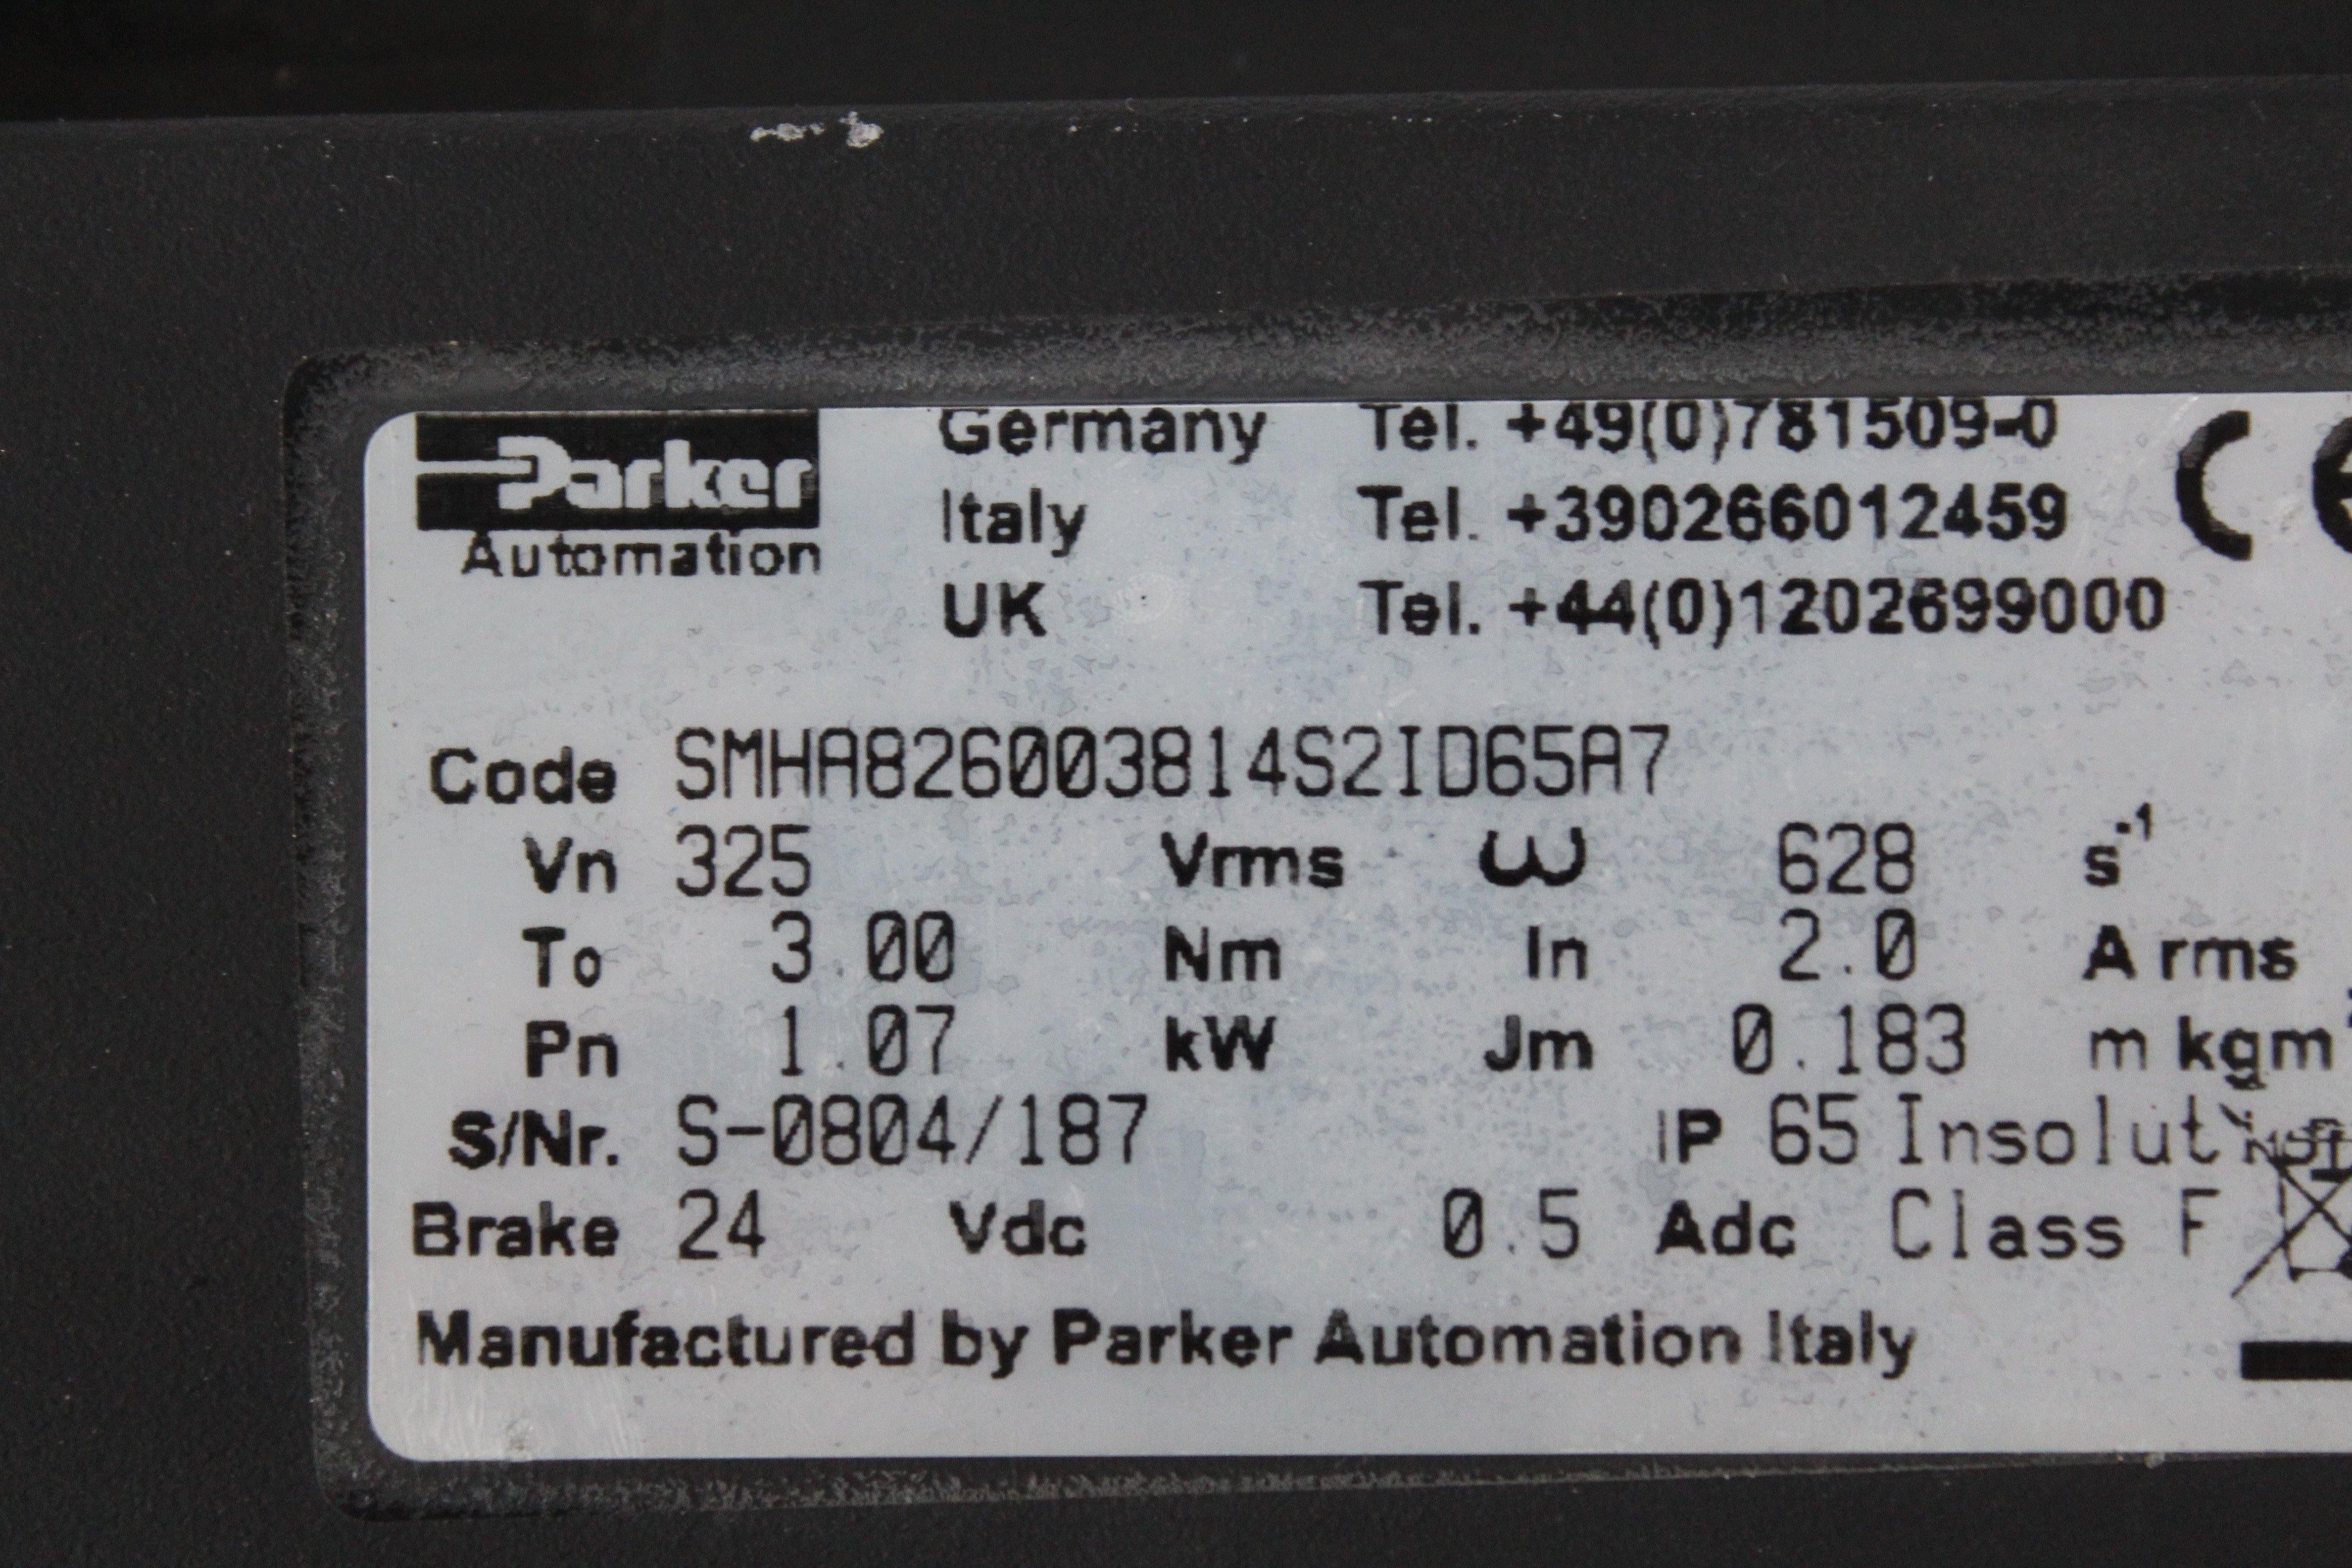 Parker
Automation
Germany Tel. +49(0)781509-0
Italy Tel. +390266012459
UK Tel. +44(0)1202699000
CE
Code SMHA826003814S2ID65A7
Vn 325 Vrms ω 628 s⁻¹
To 3.00 Nm In 2.0 A rms
Pn 1.07 kW Jm 0.183 m kgm
S/Nr. S-0804/187 IP 65 Insolut
Brake 24 Vdc 0.5 Adc Class F
Manufactured by Parker Automation Italy